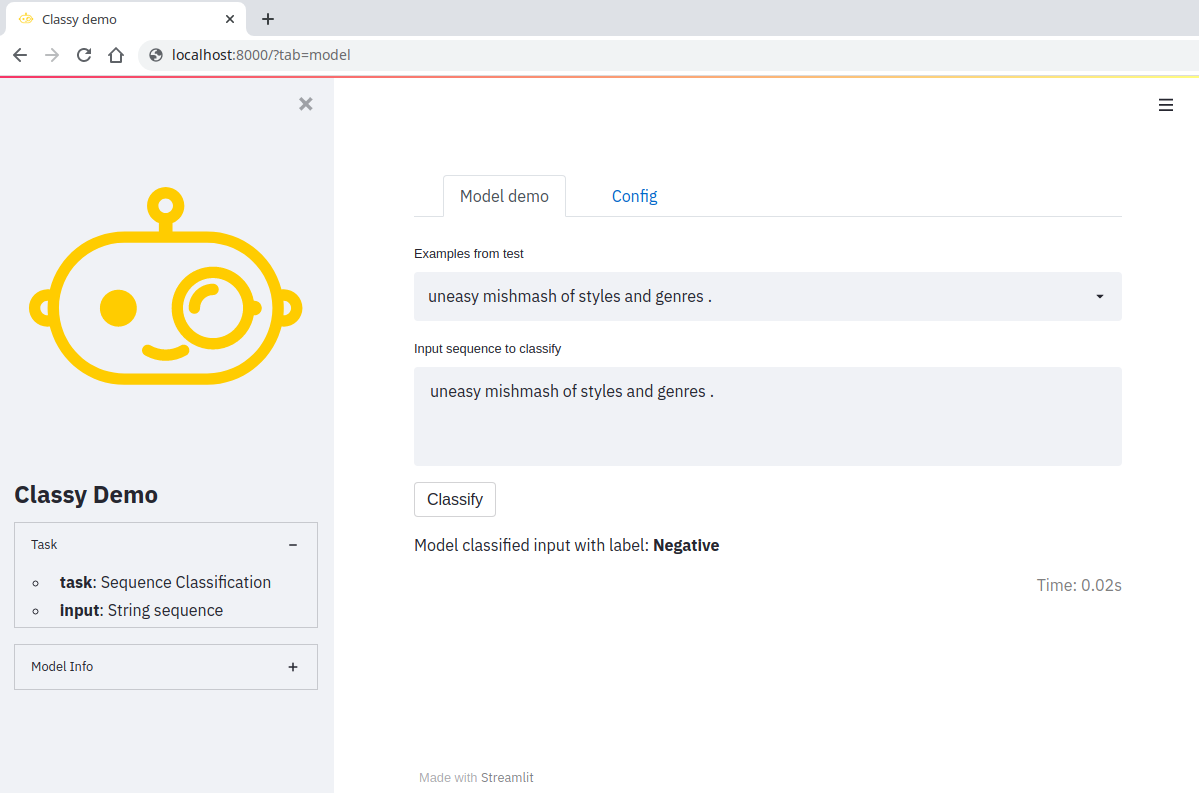 Classy demo
localhost:8000/?tab=model
Classy Demo
Task
task: Sequence Classification
input: String sequence
Model Info
Model demo
Config
Examples from test
uneasy mishmash of styles and genres .
Input sequence to classify
uneasy mishmash of styles and genres .
Classify
Model classified input with label: Negative
Time: 0.02s
Made with Streamlit